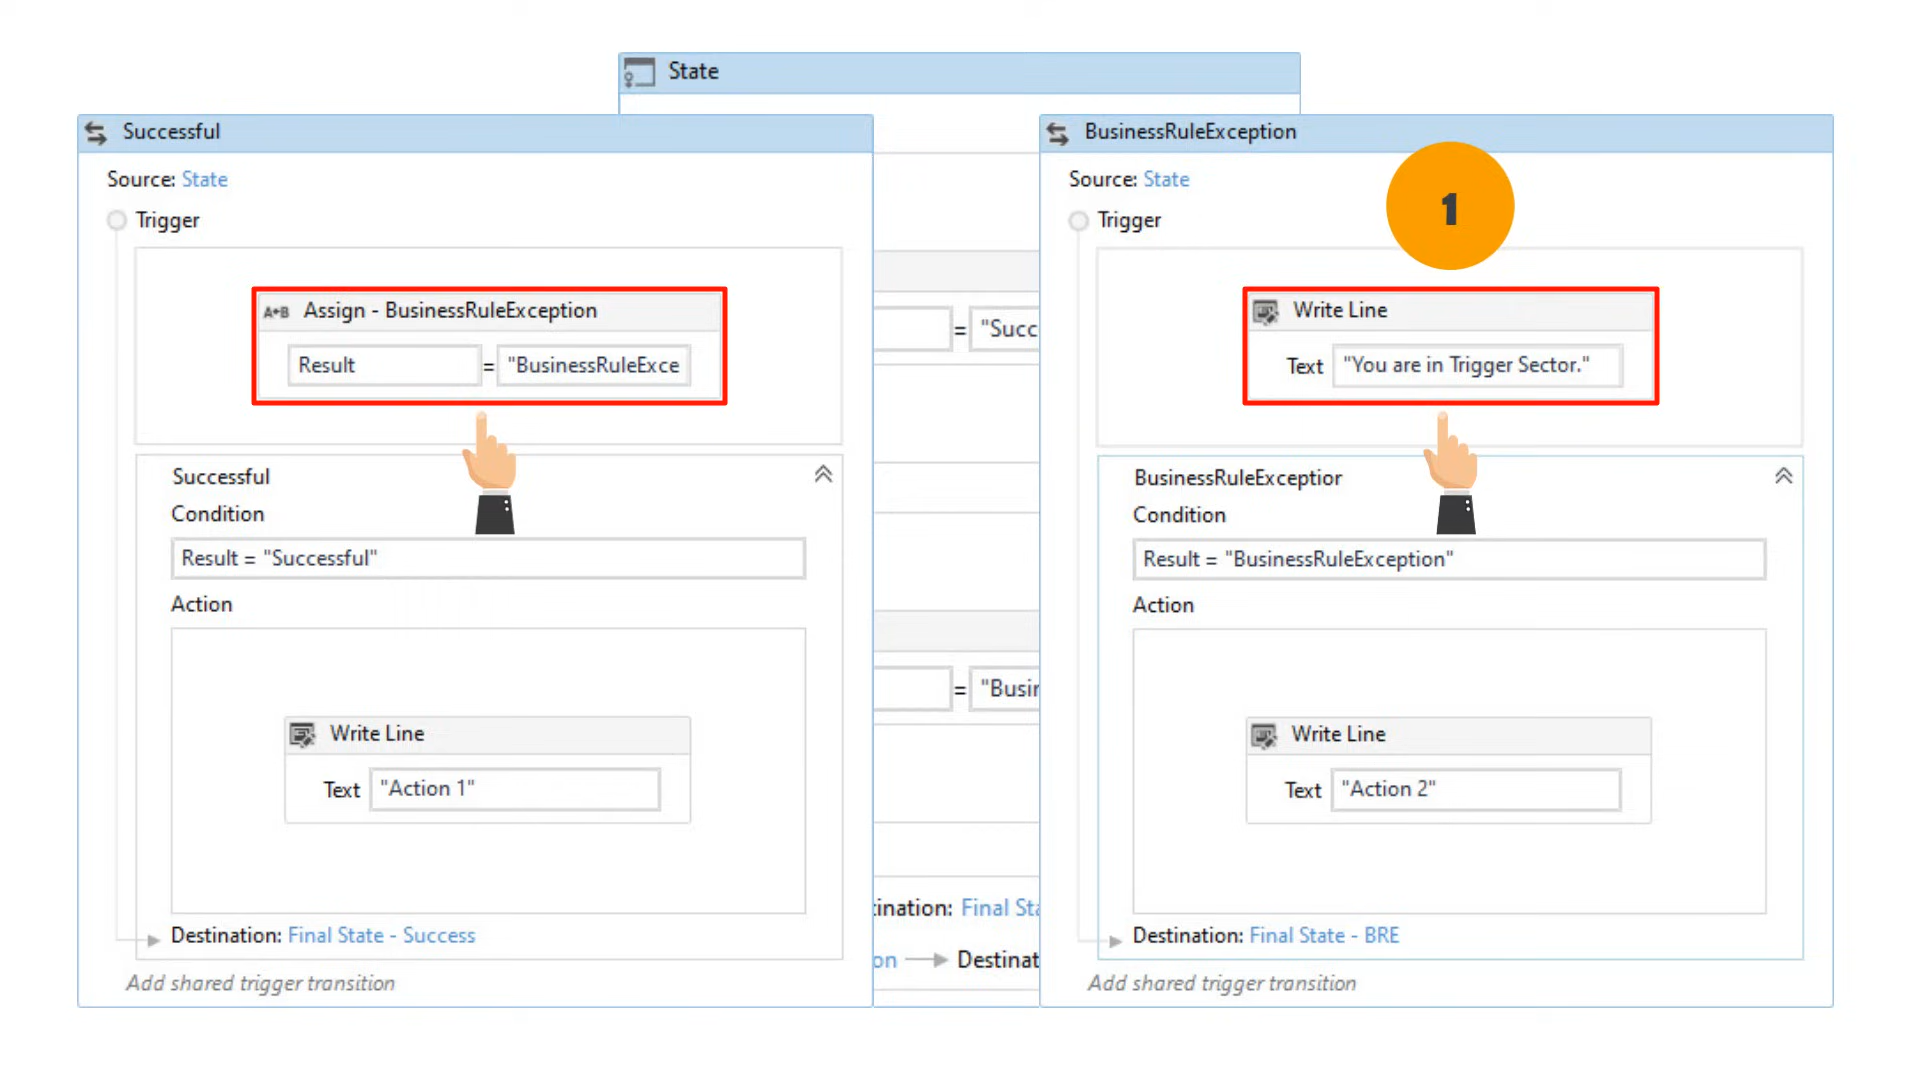 State
Successful
Source: State
Trigger
A+B Assign - BusinessRuleException
Result = "BusinessRuleExce
Successful
Condition
Result = "Successful"
Action
Write Line
Text "Action 1"
Destination: Final State - Success
Add shared trigger transition
= "Succ
= "Busin
Final Sta
Destinat
BusinessRuleException
1
Source: State
Trigger
Write Line
Text "You are in Trigger Sector."
BusinessRuleExceptior
Condition
Result = "BusinessRuleException"
Action
Write Line
Text "Action 2"
Destination: Final State - BRE
Add shared trigger transition